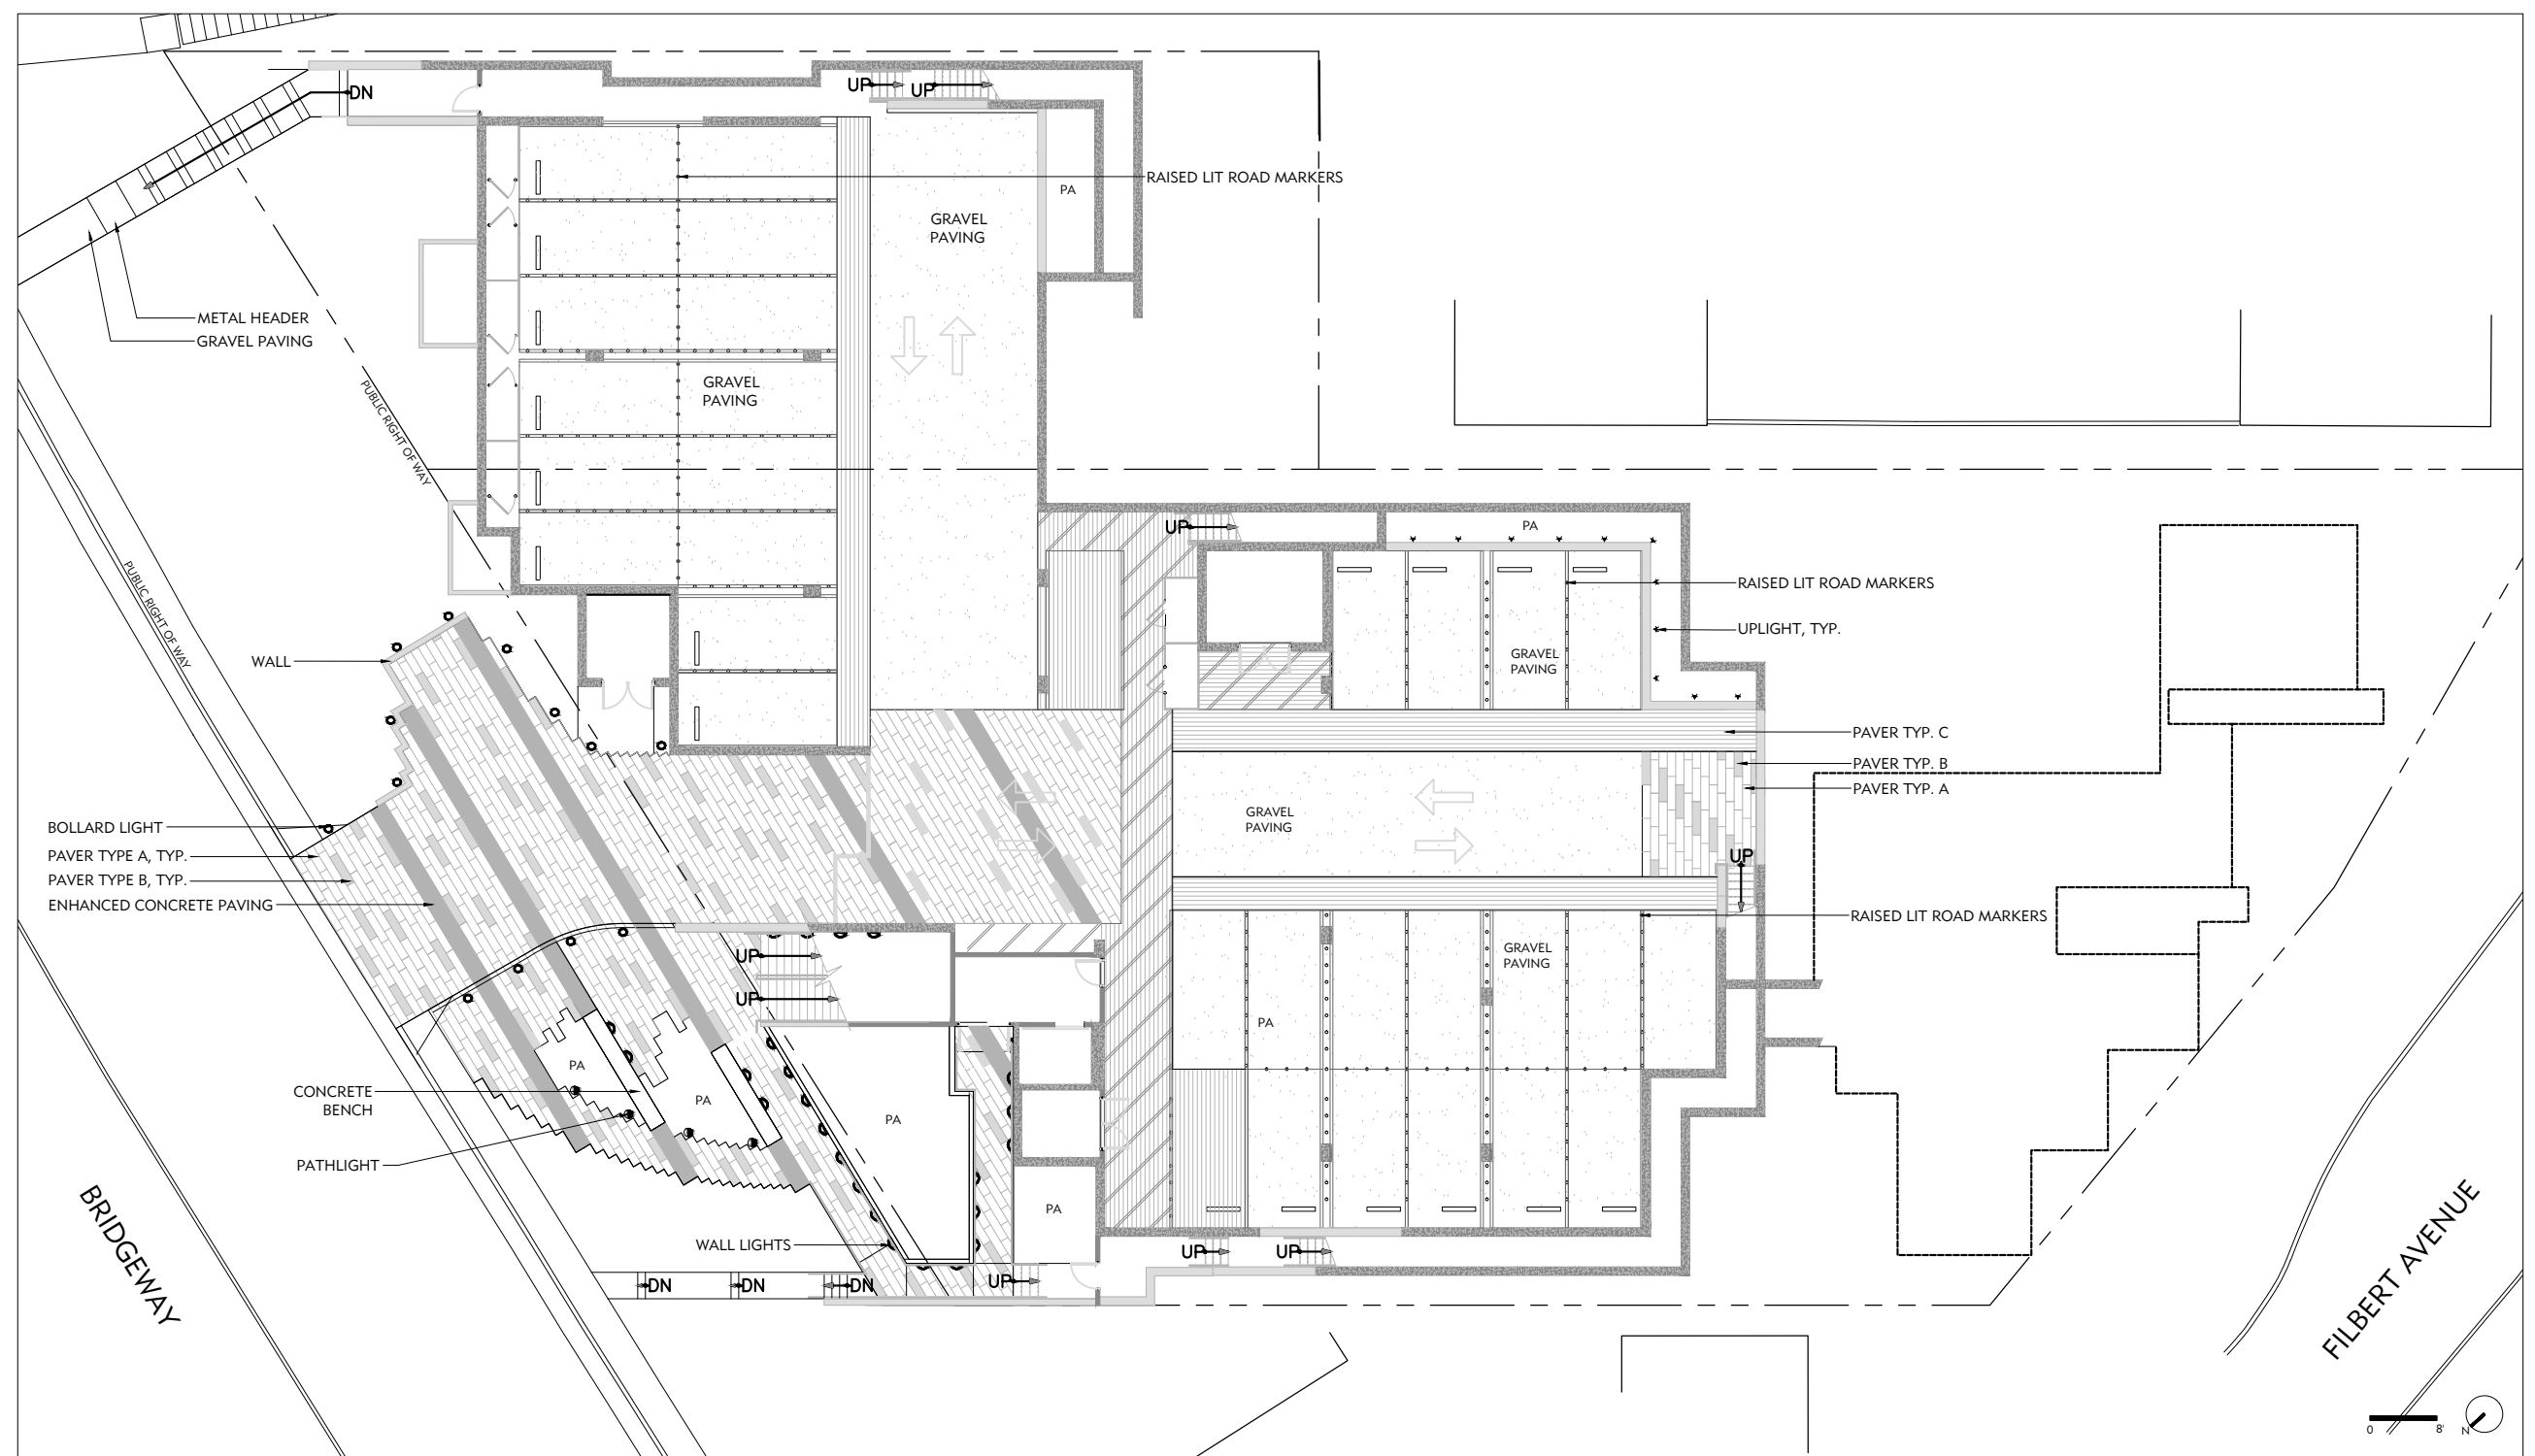 DN
UP
UP
RAISED LIT ROAD MARKERS
PA
GRAVEL
PAVING
METAL HEADER
GRAVEL PAVING
GRAVEL
PAVING
PUBLIC RIGHT OF WAY
UP
PA
PUBLIC RIGHT OF WAY
RAISED LIT ROAD MARKERS
UPLIGHT, TYP.
WALL
GRAVEL
PAVING
PAVER TYP. C
PAVER TYP. B
PAVER TYP. A
GRAVEL
PAVING
BOLLARD LIGHT
PAVER TYPE A, TYP.
PAVER TYPE B, TYP.
ENHANCED CONCRETE PAVING
UP
RAISED LIT ROAD MARKERS
UP
GRAVEL
PAVING
UP
PA
PA
CONCRETE
BENCH
PA
PA
PATHLIGHT
PA
WALL LIGHTS
UP
UP
UP
DN
DN
DN
BRIDGEWAY
FILBERT AVENUE
0
8'
N